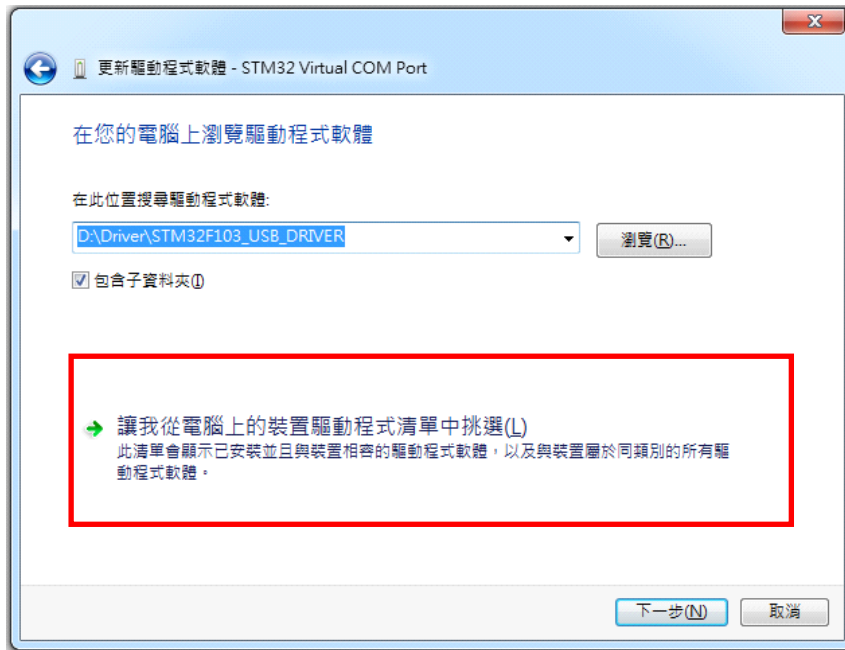 更新驅動程式軟體 - STM32 Virtual COM Port
在您的電腦上瀏覽驅動程式軟體
在此位置搜尋驅動程式軟體:
D:\Driver\STM32F103_USB_DRIVER
瀏覽(R)...
包含子資料夾(I)
讓我從電腦上的裝置驅動程式清單中挑選(L)
此清單會顯示已安裝並且與裝置相容的驅動程式軟體，以及與裝置屬於同類別的所有驅
動程式軟體。
下一步(N)
取消